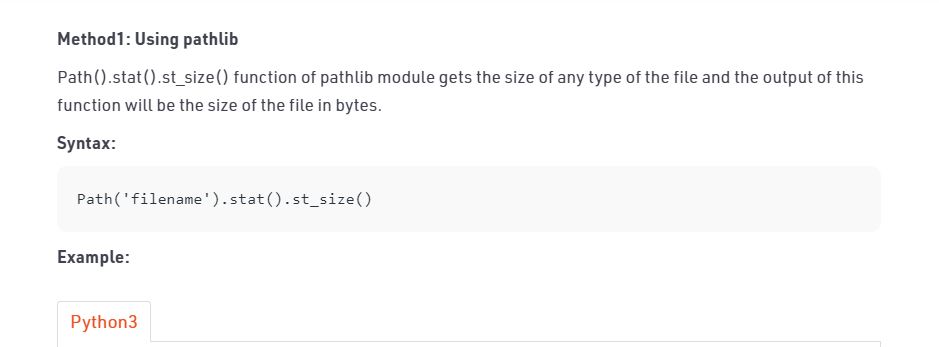 Method1: Using pathlib
Path().stat().st_size() function of pathlib module gets the size of any type of the file and the output of this
function will be the size of the file in bytes.
Syntax:
Path('filename').stat().st_size()
Example:
Python3